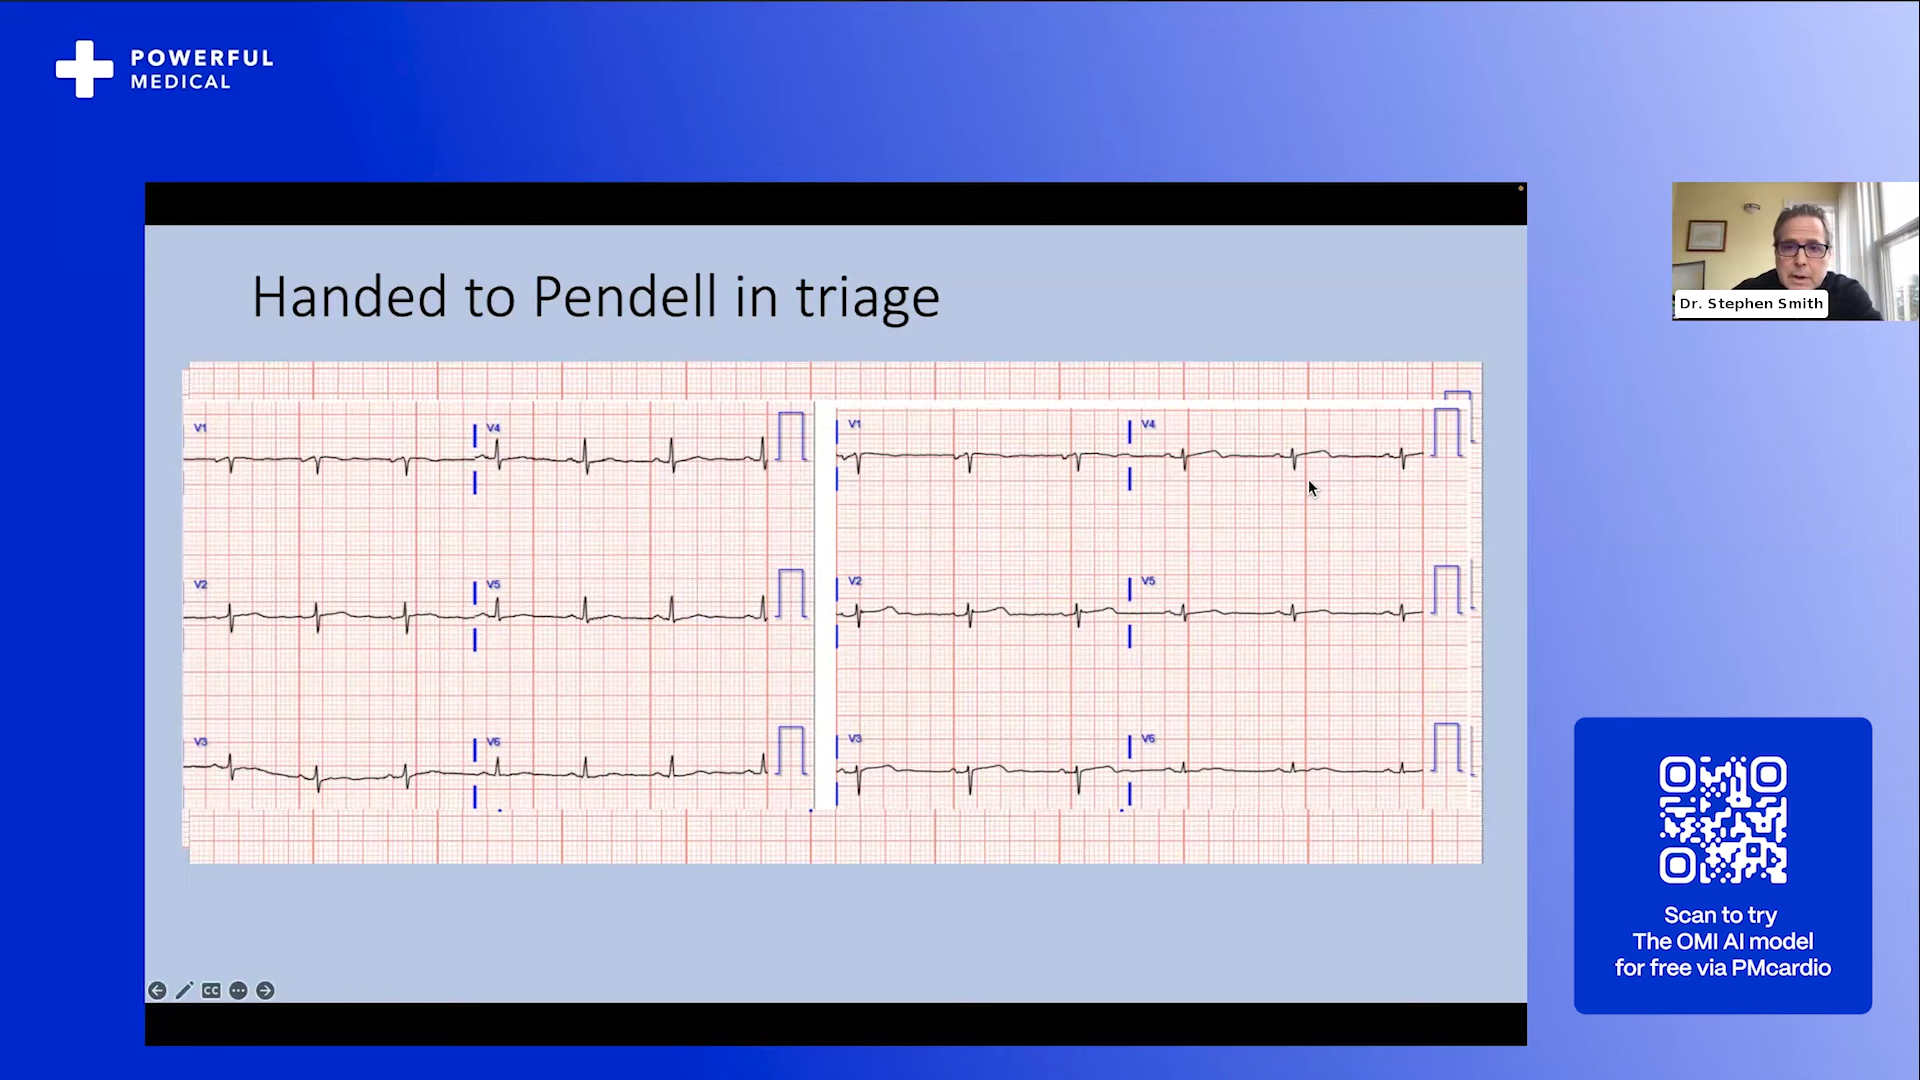 POWERFUL
MEDICAL
Handed to Pendell in triage
V1
V4
V2
V5
V3
V6
V1
V4
V2
V5
V3
V6
CC
Dr. Stephen Smith
Scan to try
The OMI AI model
for free via PMcardio